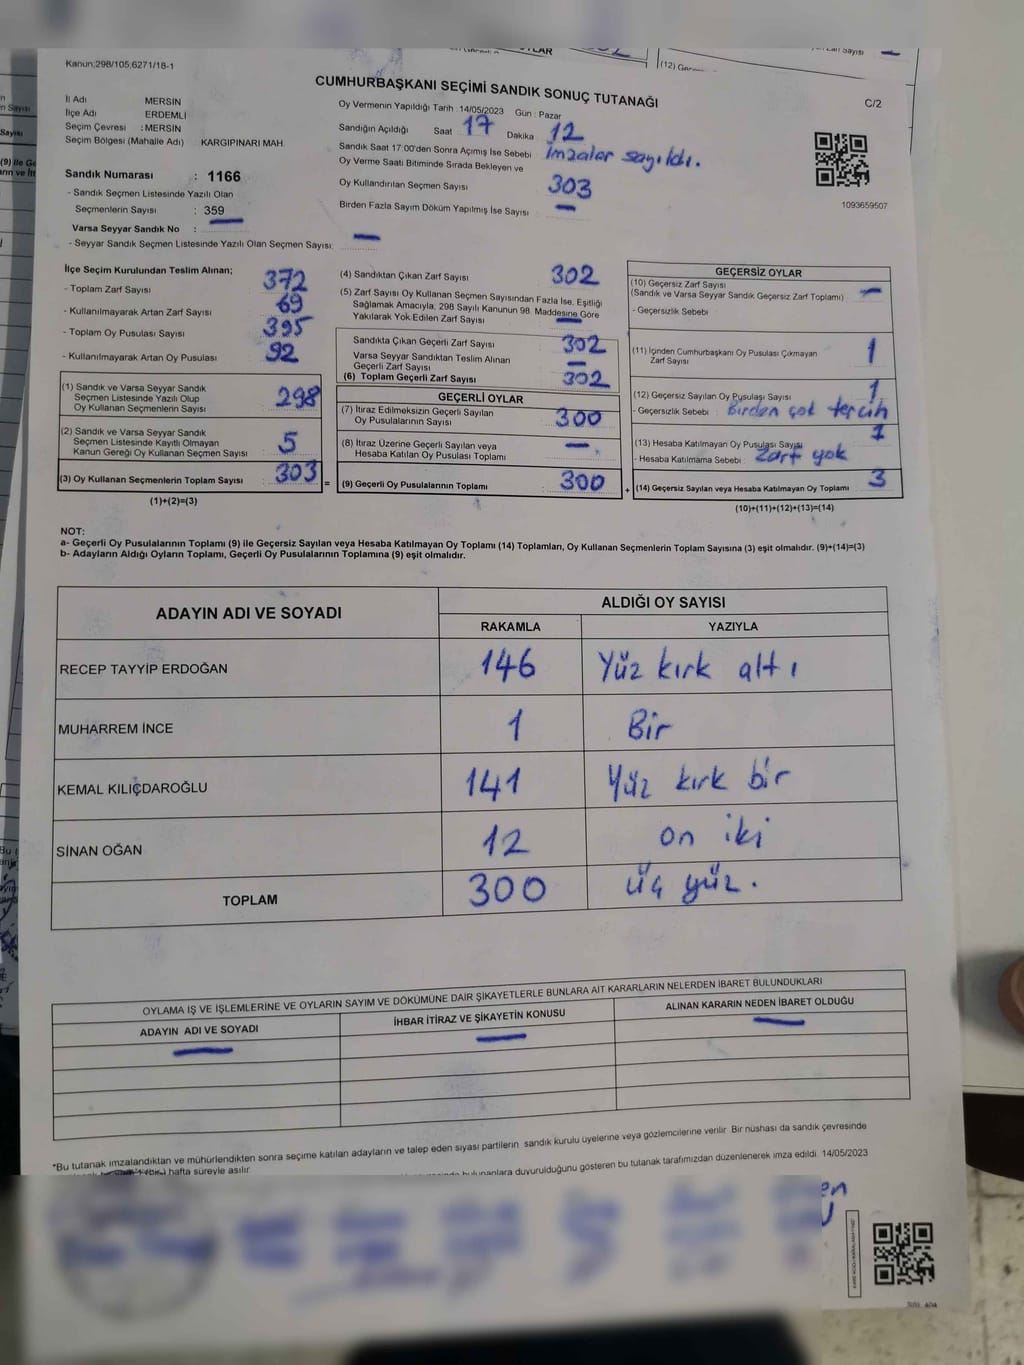 Kanun;298/105;6271/18-1
CUMHURBAŞKANI SEÇİMİ SANDIK SONUÇ TUTANAĞI
C/2
İl Adı MERSİN
İlçe Adı ERDEMLİ
Seçim Çevresi : MERSİN
Seçim Bölgesi (Mahalle Adı) KARGIPINARI MAH.
Sandık Numarası : 1166
- Sandık Seçmen Listesinde Yazılı Olan
Seçmenlerin Sayısı : 359
Varsa Seyyar Sandık No :
- Seyyar Sandık Seçmen Listesinde Yazılı Olan Seçmen Sayısı: —
Oy Vermenin Yapıldığı Tarih : 14/05/2023 Gün : Pazar
Sandığın Açıldığı Saat 17 Dakika 12
Sandık Saat 17:00'den Sonra Açımış İse Sebebi imzalar sayıldı.
Oy Verme Saati Bitiminde Sırada Bekleyen ve
Oy Kullandırılan Seçmen Sayısı 303
Birden Fazla Sayım Döküm Yapılmış İse Sayısı —
1093659507
İlçe Seçim Kurulundan Teslim Alınan;
- Toplam Zarf Sayısı 372
- Kullanılmayarak Artan Zarf Sayısı 69
- Toplam Oy Pusulası Sayısı 395
- Kullanılmayarak Artan Oy Pusulası 92
(1) Sandık ve Varsa Seyyar Sandık
Seçmen Listesinde Yazılı Olup
Oy Kullanan Seçmenlerin Sayısı 298
(2) Sandık ve Varsa Seyyar Sandık
Seçmen Listesinde Kayıtlı Olmayan
Kanun Gereği Oy Kullanan Seçmen Sayısı 5
(3) Oy Kullanan Seçmenlerin Toplam Sayısı 303
(1)+(2)=(3)
=
(4) Sandıktan Çıkan Zarf Sayısı 302
(5) Zarf Sayısı Oy Kullanan Seçmen Sayısından Fazla İse, Eşitliği
Sağlamak Amacıyla, 298 Sayılı Kanunun 98. Maddesine Göre
Yakılarak Yok Edilen Zarf Sayısı —
Sandıkta Çıkan Geçerli Zarf Sayısı 302
Varsa Seyyar Sandıktan Teslim Alınan
Geçerli Zarf Sayısı —
(6) Toplam Geçerli Zarf Sayısı 302
GEÇERLİ OYLAR
(7) İtiraz Edilmeksizin Geçerli Sayılan
Oy Pusulalarının Sayısı 300
(8) İtiraz Üzerine Geçerli Sayılan veya
Hesaba Katılan Oy Pusulası Toplamı —
(9) Geçerli Oy Pusulalarının Toplamı 300
+
GEÇERSİZ OYLAR
(10) Geçersiz Zarf Sayısı
(Sandık ve Varsa Seyyar Sandık Geçersiz Zarf Toplamı) —
- Geçersizlik Sebebi
(11) İçinden Cumhurbaşkanı Oy Pusulası Çıkmayan
Zarf Sayısı 1
(12) Geçersiz Sayılan Oy Pusulası Sayısı 1
- Geçersizlik Sebebi : Birden çok tercih
(13) Hesaba Katılmayan Oy Pusulası Sayısı 1
- Hesaba Katılmama Sebebi : Zarf yok
(14) Geçersiz Sayılan veya Hesaba Katılmayan Oy Toplamı 3
(10)+(11)+(12)+(13)=(14)
NOT:
a- Geçerli Oy Pusulalarının Toplamı (9) ile Geçersiz Sayılan veya Hesaba Katılmayan Oy Toplamı (14) Toplamları, Oy Kullanan Seçmenlerin Toplam Sayısına (3) eşit olmalıdır. (9)+(14)=(3)
b- Adayların Aldığı Oyların Toplamı, Geçerli Oy Pusulalarının Toplamına (9) eşit olmalıdır.
ADAYIN ADI VE SOYADI ALDIĞI OY SAYISI
RAKAMLA YAZIYLA
RECEP TAYYİP ERDOĞAN 146 Yüz kırk altı
MUHARREM İNCE 1 Bir
KEMAL KILIÇDAROĞLU 141 Yüz kırk bir
SİNAN OĞAN 12 on iki
TOPLAM 300 üç yüz.
OYLAMA İŞ VE İŞLEMLERİNE VE OYLARIN SAYIM VE DÖKÜMÜNE DAİR ŞİKAYETLERLE BUNLARA AİT KARARLARIN NELERDEN İBARET BULUNDUKLARI
ADAYIN ADI VE SOYADI İHBAR İTİRAZ VE ŞİKAYETİN KONUSU ALINAN KARARIN NEDEN İBARET OLDUĞU
— — —
*Bu tutanak imzalandıktan ve mühürlendikten sonra seçime katılan adayların ve talep eden siyasi partilerin sandık kurulu üyelerine veya gözlemcilerine verilir Bir nüshası da sandık çevresinde
hafta süreyle asılır. bulunanlara duyurulduğunu gösteren bu tutanak tarafımızdan düzenlenerek imza edildi. 14/05/2023